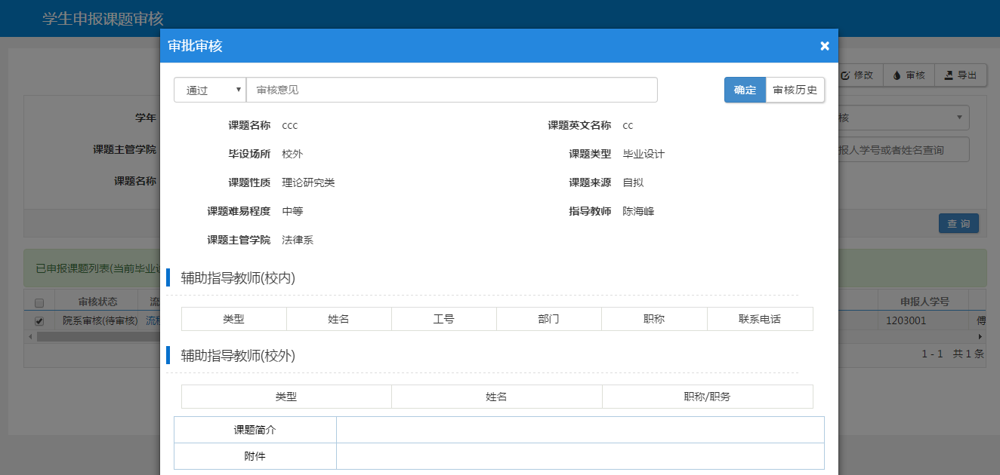 学生申报课题审核
审批审核 ×
修改 审核 导出
通过 审核意见 确定 审核历史
学年 核
课题名称 ccc 课题英文名称 cc
课题主管学院 报人学号或者姓名查询
毕设场所 校外 课题类型 毕业设计
课题名称
课题性质 理论研究类 课题来源 自拟
课题难易程度 中等 指导教师 陈海峰
查 询
课题主管学院 法律系
已申报课题列表(当前毕业设
辅助指导教师(校内)
审核状态 流 申报人学号
类型 姓名 工号 部门 职称 联系电话
院系审核(待审核) 流程 1203001 傅
辅助指导教师(校外)
1 - 1 共 1 条
类型 姓名 职称/职务
课题简介
附件